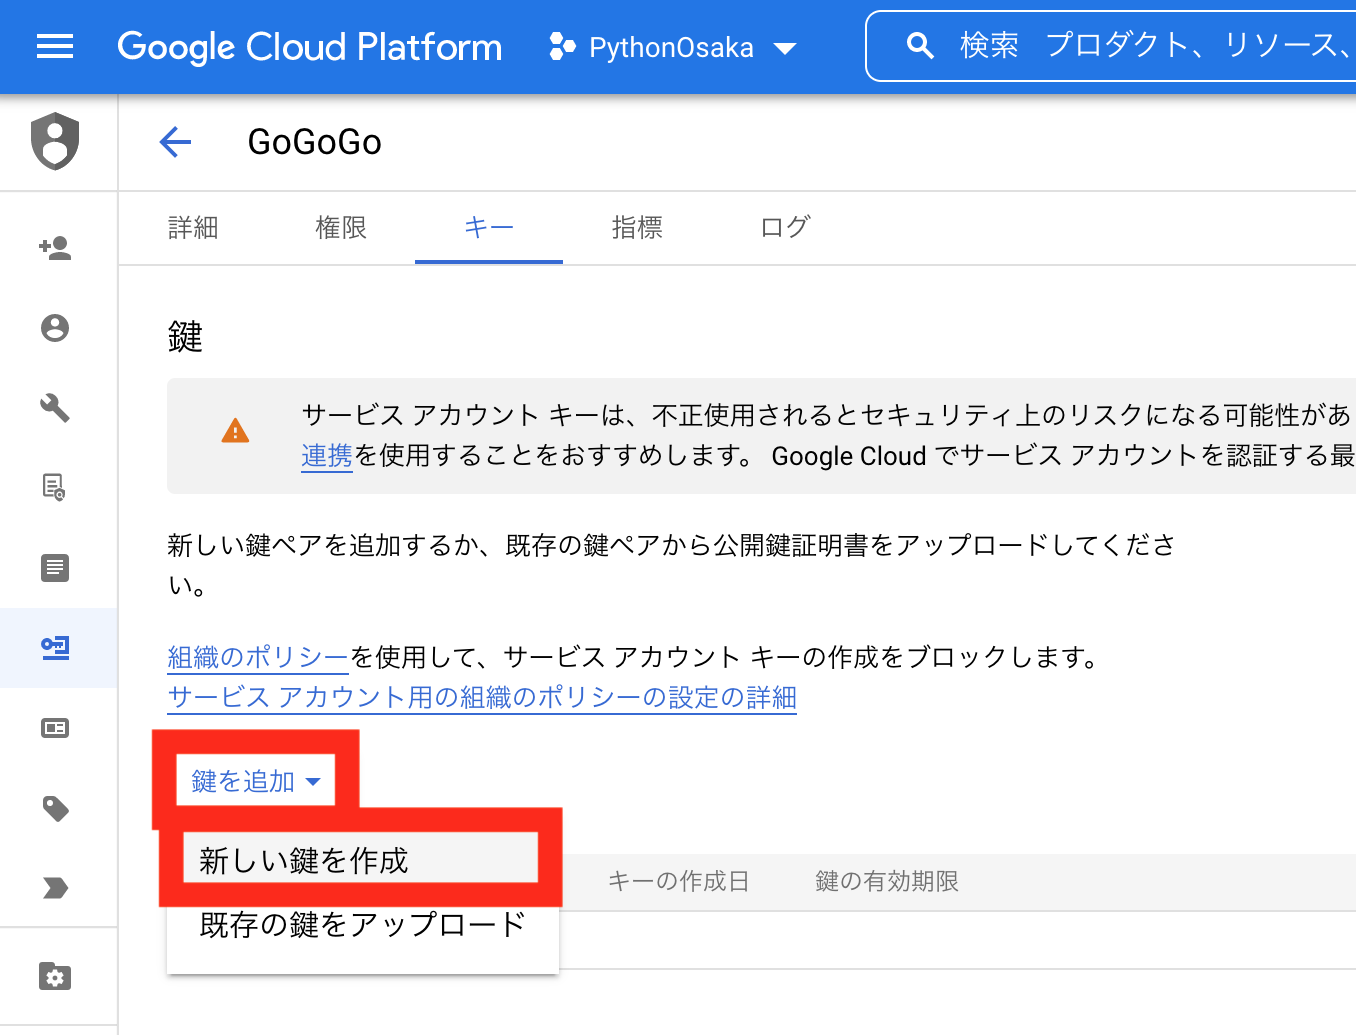 Google Cloud Platform PythonOsaka 検索 プロダクト、リソース、
GoGoGo
詳細 権限 キー 指標 ログ
鍵
サービス アカウント キーは、不正使用されるとセキュリティ上のリスクになる可能性があ
連携を使用することをおすすめします。 Google Cloud でサービス アカウントを認証する最
新しい鍵ペアを追加するか、既存の鍵ペアから公開鍵証明書をアップロードしてくださ
い。
組織のポリシーを使用して、サービス アカウント キーの作成をブロックします。
サービス アカウント用の組織のポリシーの設定の詳細
鍵を追加
新しい鍵を作成
キーの作成日 鍵の有効期限
既存の鍵をアップロード